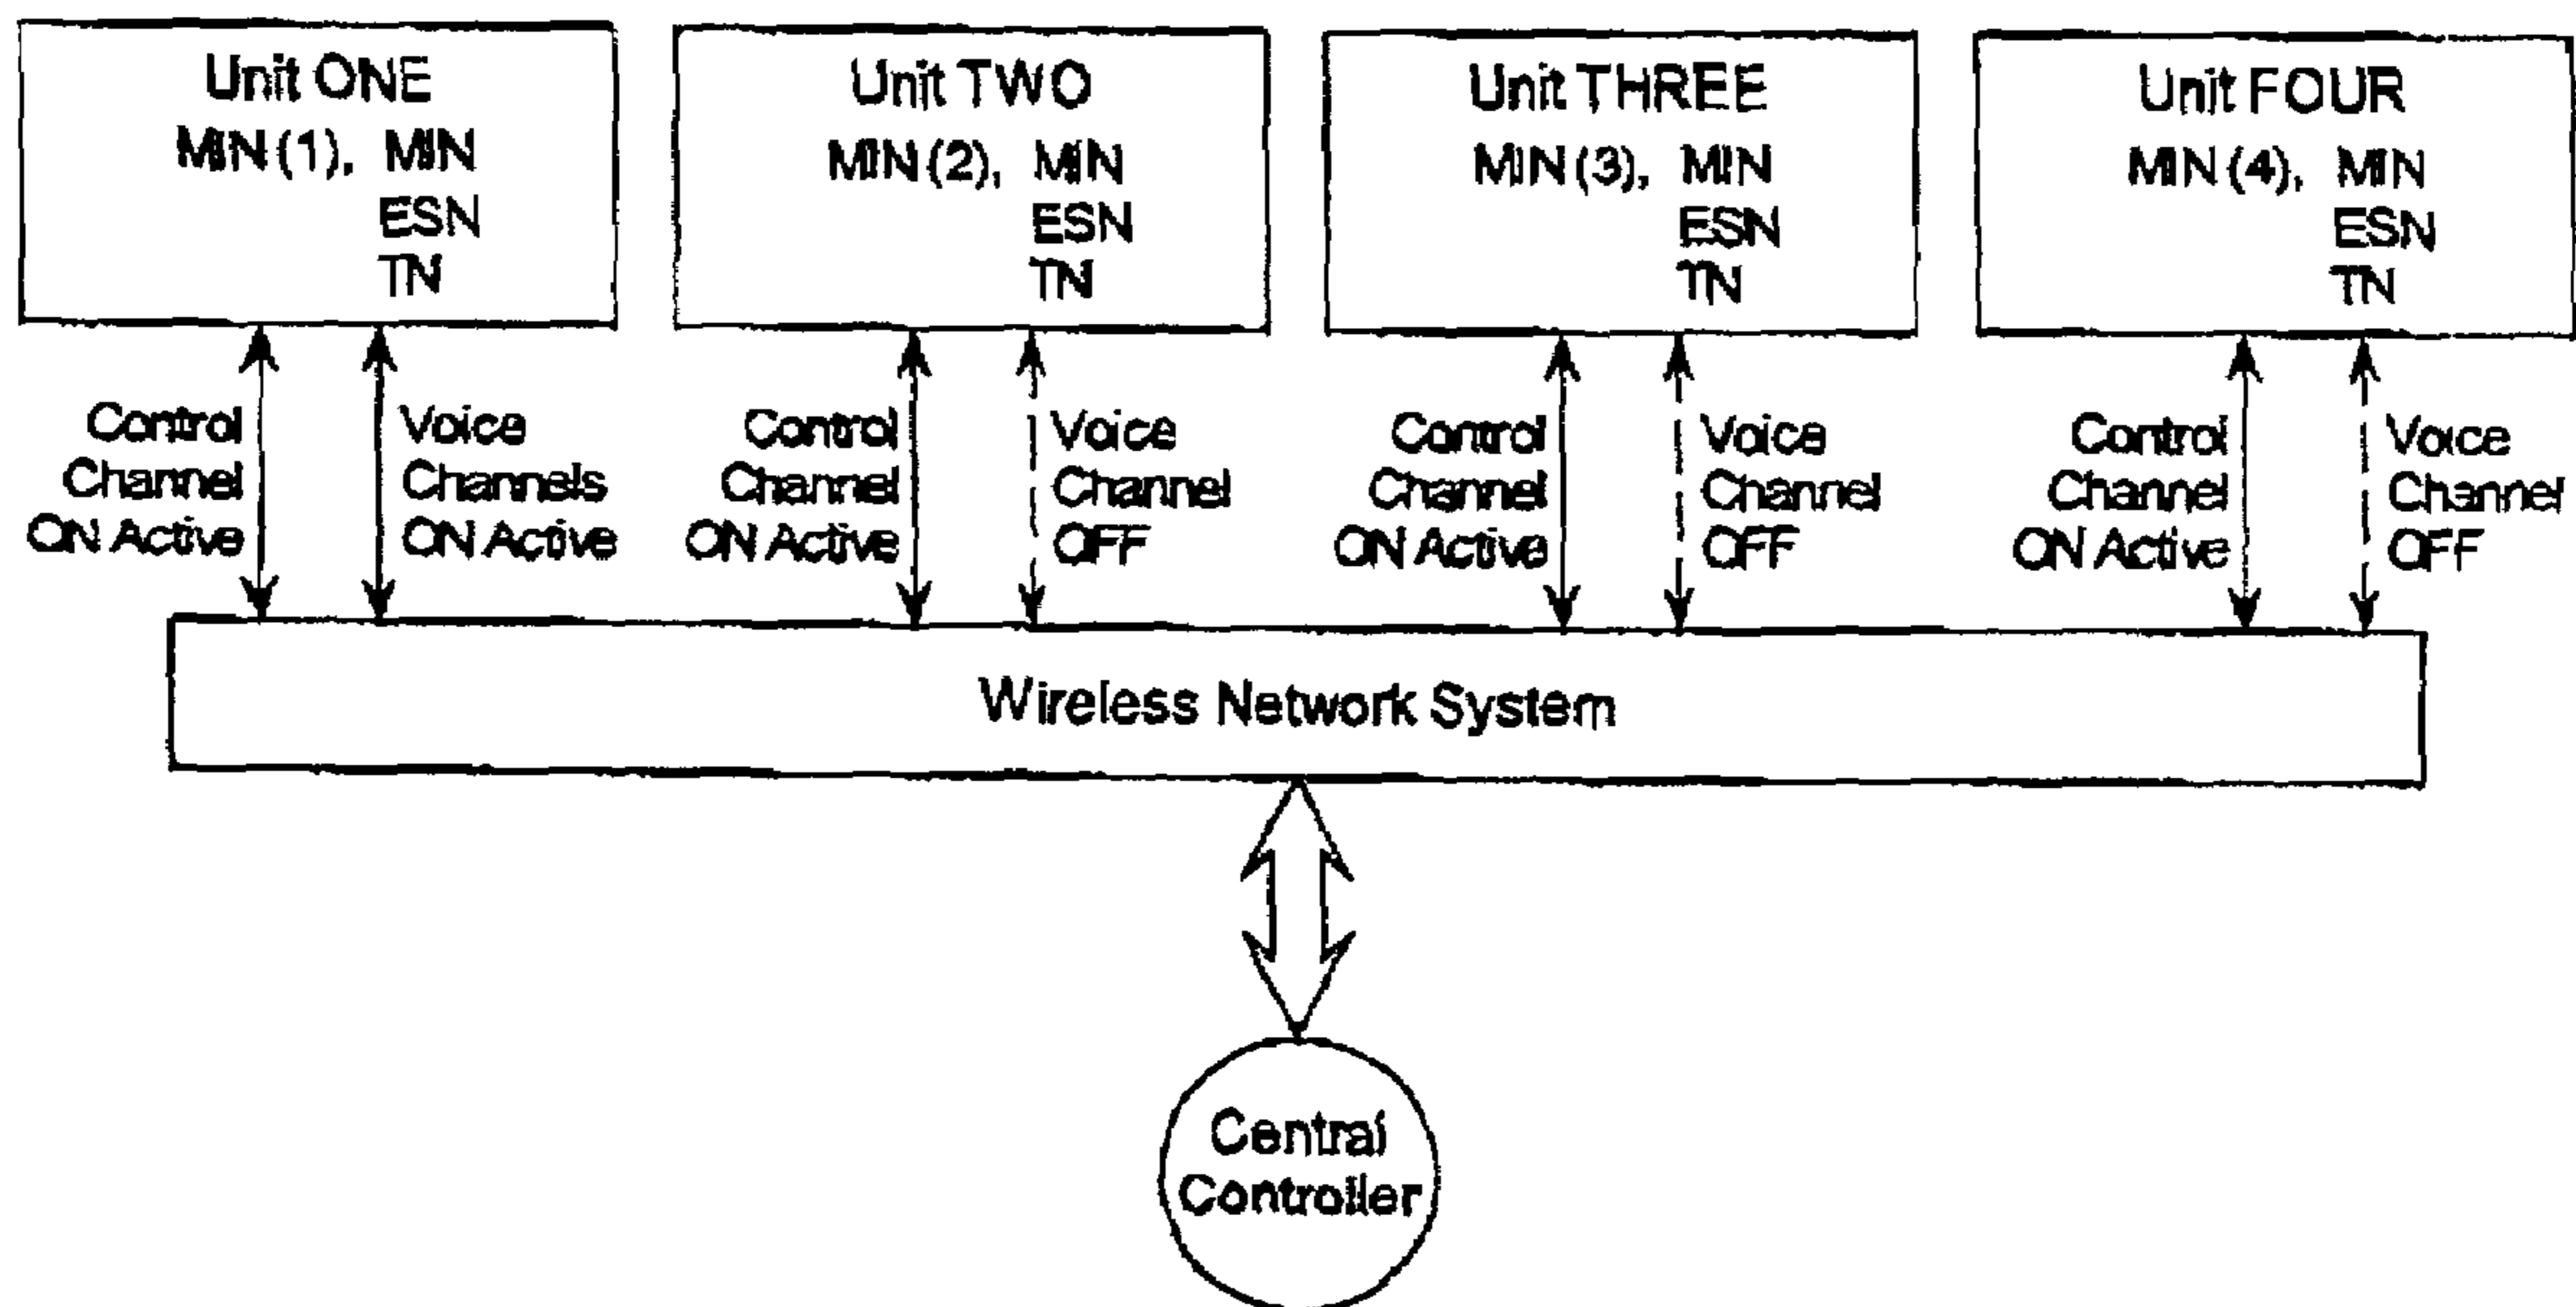 Unit ONE
MIN (1), MIN
ESN
TN
Unit TWO
MIN (2), MIN
ESN
TN
Unit THREE
MIN (3), MIN
ESN
TN
Unit FOUR
MIN (4), MIN
ESN
TN
Control
Channel
ON Active
Voice
Channels
ON Active
Control
Channel
ON Active
Voice
Channel
OFF
Control
Channel
ON Active
Voice
Channel
OFF
Control
Channel
ON Active
Voice
Channel
OFF
Wireless Network System
Central
Controller